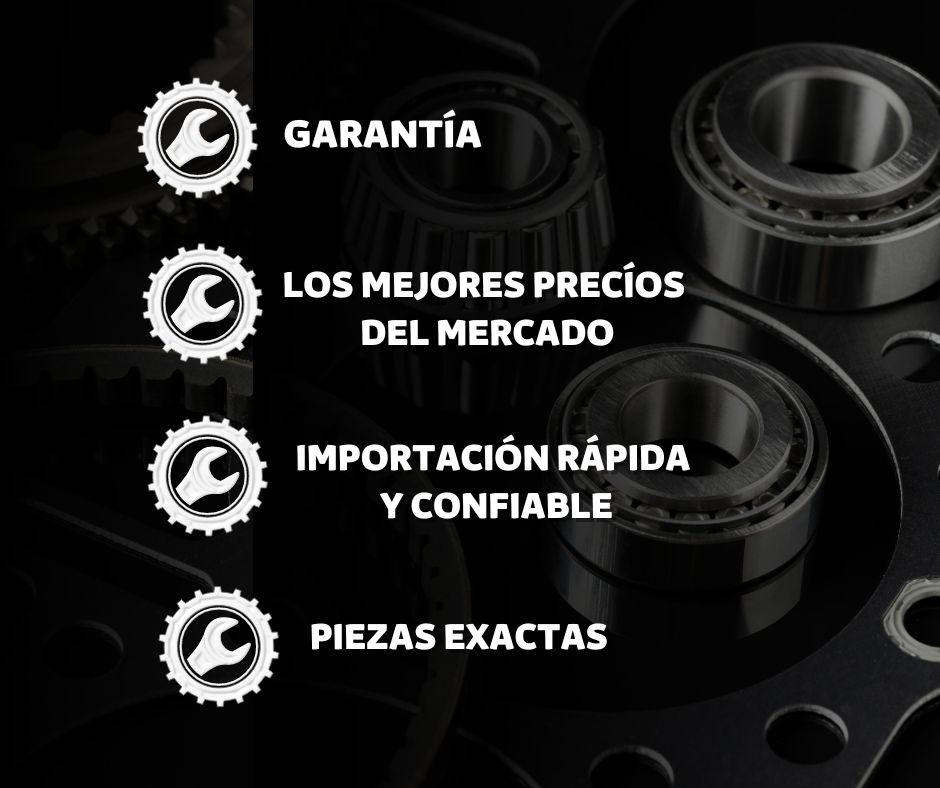 GARANTÍA
LOS MEJORES PRECÍOS
DEL MERCADO
IMPORTACIÓN RÁPIDA
Y CONFIABLE
PIEZAS EXACTAS